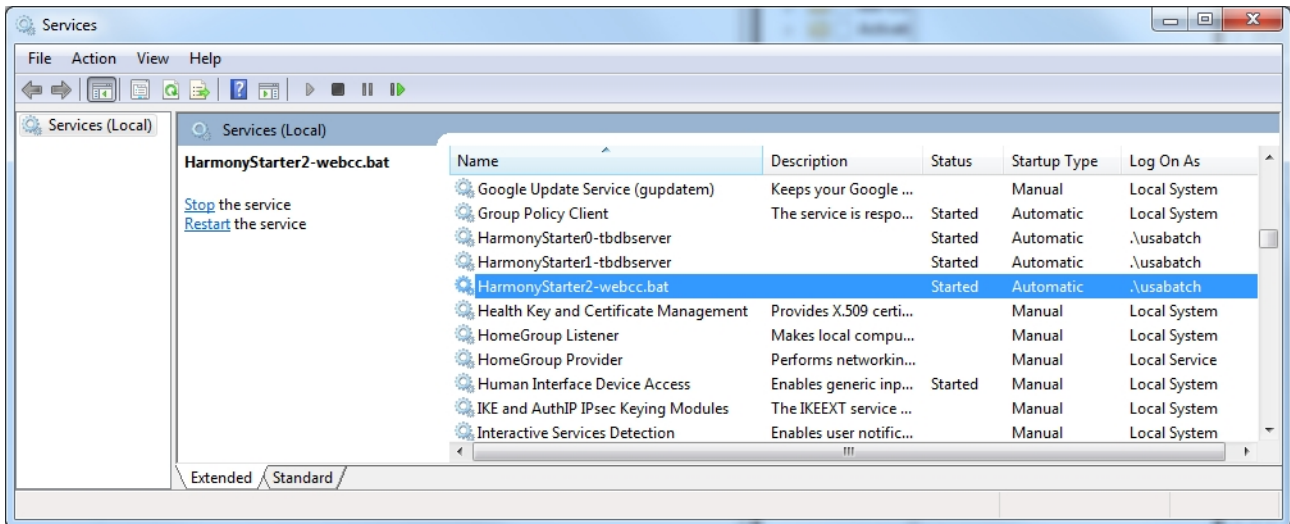 Services
File Action View Help
Services (Local)
Services (Local)
HarmonyStarter2-webcc.bat
Stop the service
Restart the service
Name Description Status Startup Type Log On As
Google Update Service (gupdatem) Keeps your Google ... Manual Local System
Group Policy Client The service is respo... Started Automatic Local System
HarmonyStarter0-tbdbserver Started Automatic .\usabatch
HarmonyStarter1-tbdbserver Started Automatic .\usabatch
HarmonyStarter2-webcc.bat Started Automatic .\usabatch
Health Key and Certificate Management Provides X.509 certi... Manual Local System
HomeGroup Listener Makes local compu... Manual Local System
HomeGroup Provider Performs networkin... Manual Local Service
Human Interface Device Access Enables generic inp... Started Manual Local System
IKE and AuthIP IPsec Keying Modules The IKEEXT service ... Manual Local System
Interactive Services Detection Enables user notific... Manual Local System
Extended Standard